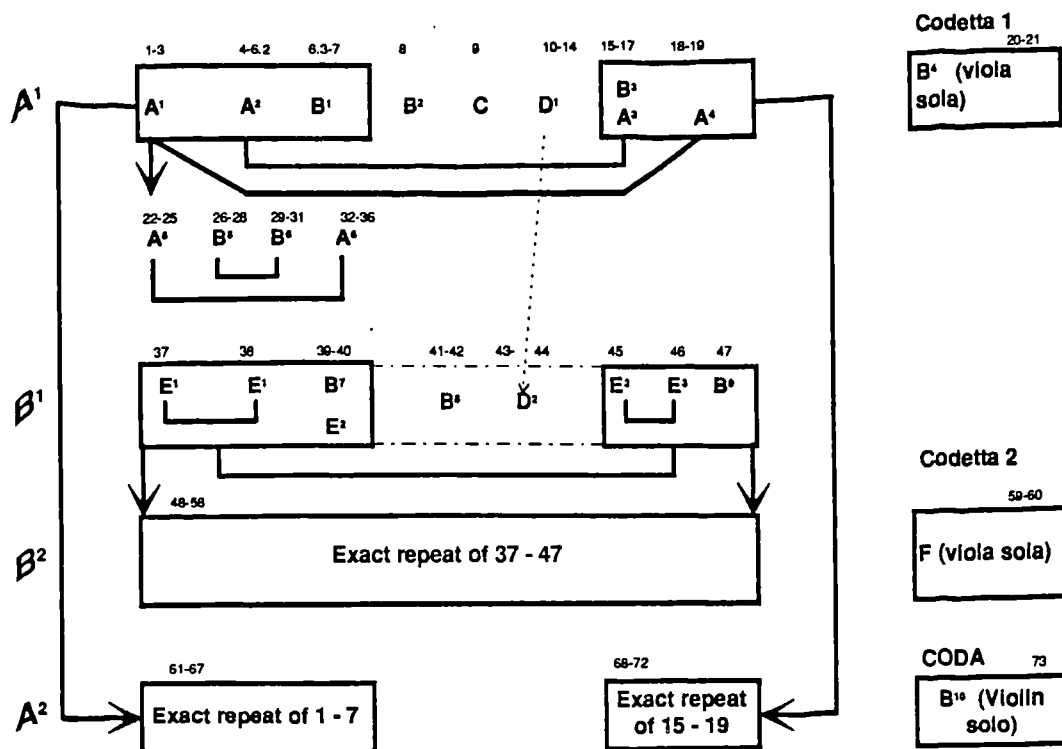 Codetta 1
1-3 4-6.2 6.3-7 8 9 10-14 15-17 18-19 20-21
A¹ A¹ A² B¹ B² C D¹ B³ A³ A⁴ B⁴ (viola sola)
22-25 26-28 29-31 32-36
A⁵ B⁵ B⁶ A⁶
37 38 39-40 41-42 43- 44 45 46 47
B¹ E¹ E¹ B⁷ E² B⁸ D² E³ E³ B⁹
Codetta 2
48-58 59-60
B² Exact repeat of 37 - 47 F (viola sola)
CODA
61-67 68-72 73
A² Exact repeat of 1 - 7 Exact repeat of 15 - 19 B¹⁰ (Violin solo)